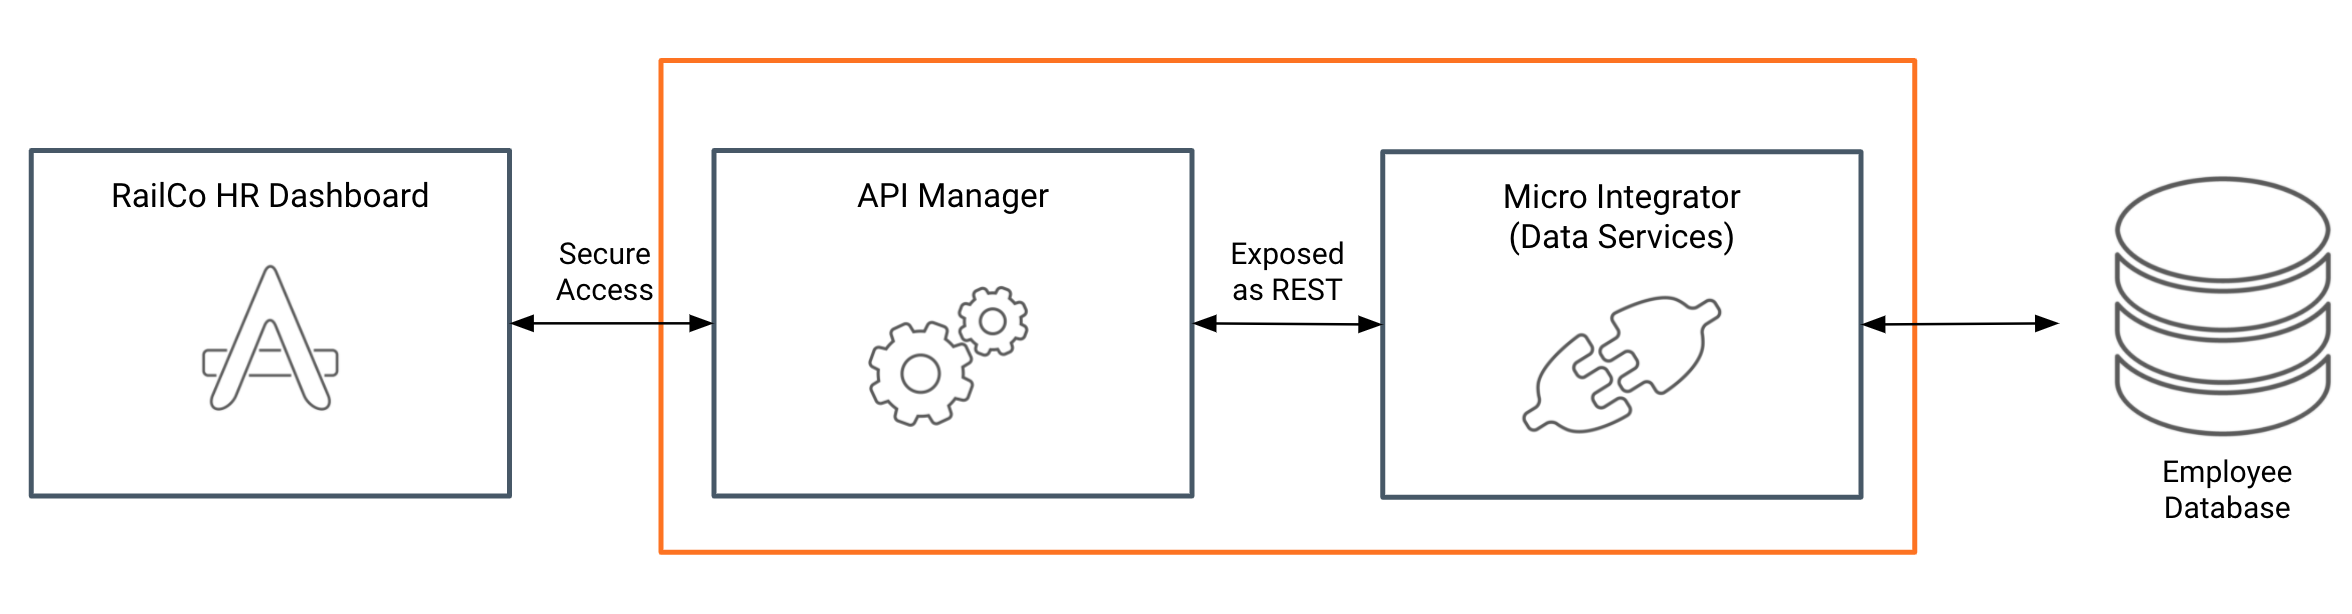 RailCo HR Dashboard
Secure
Access
API Manager
Exposed
as REST
Micro Integrator
(Data Services)
Employee
Database